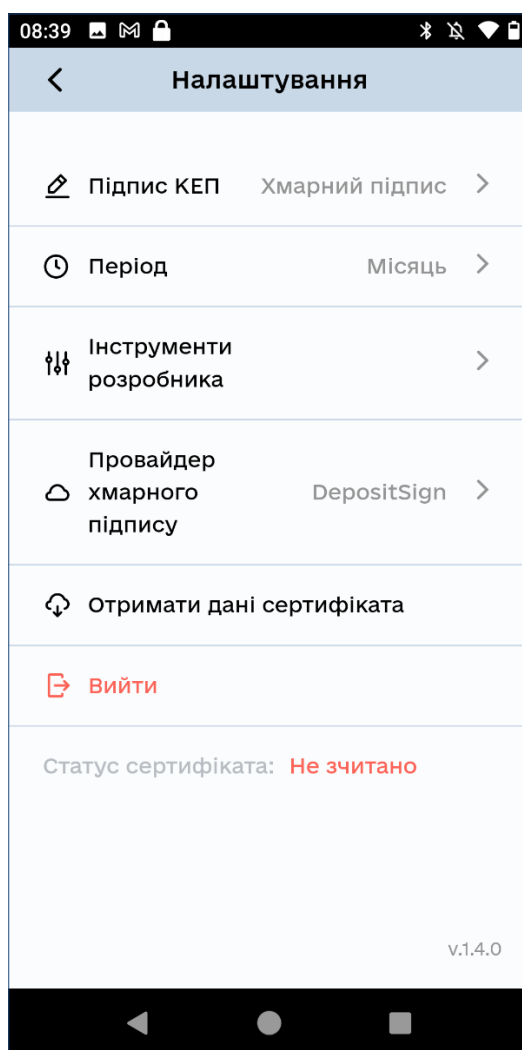 08:39
Налаштування
Підпис КЕП Хмарний підпис
Період Місяць
Інструменти
розробника
Провайдер
хмарного DepositSign
підпису
Отримати дані сертифіката
Вийти
Статус сертифіката: Не зчитано
v.1.4.0